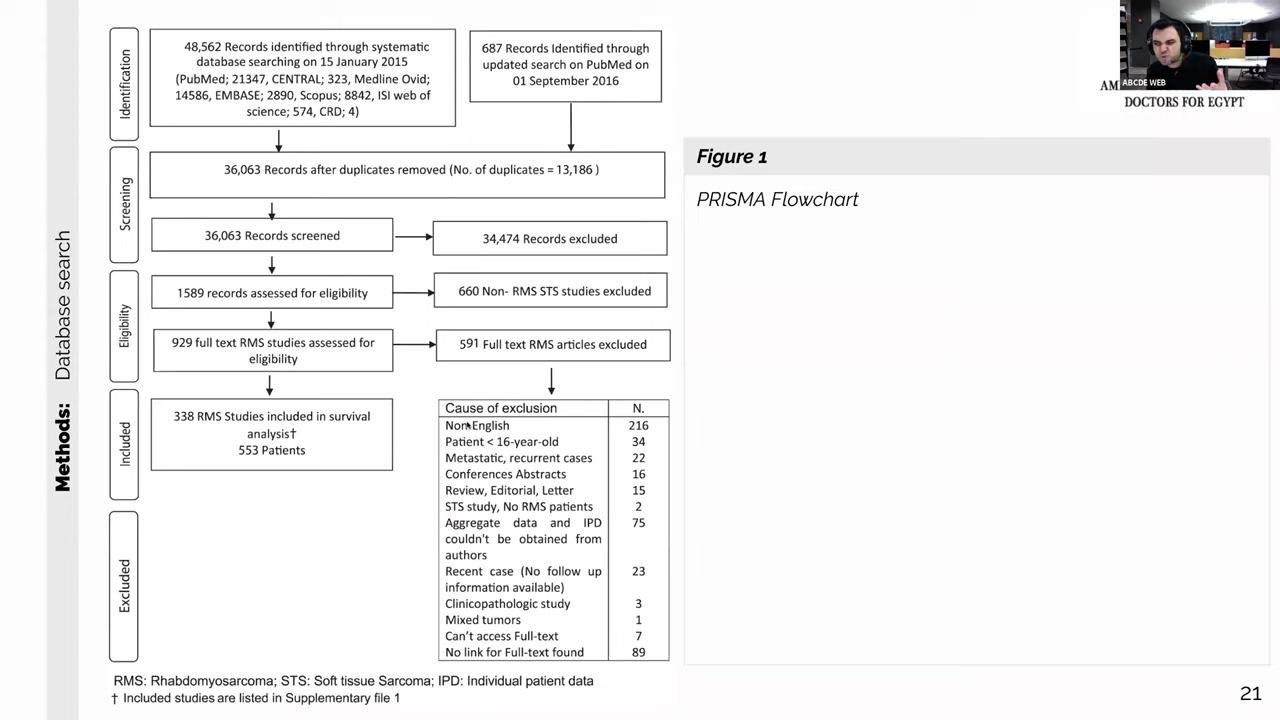 Methods: Database search
Identification
48,562 Records identified through systematic
database searching on 15 January 2015
(PubMed; 21347, CENTRAL; 323, Medline Ovid;
14586, EMBASE; 2890, Scopus; 8842, ISI web of
science; 574, CRD; 4)
687 Records Identified through
updated search on PubMed on
01 September 2016
Screening
36,063 Records after duplicates removed (No. of duplicates = 13,186 )
36,063 Records screened
34,474 Records excluded
Eligibility
1589 records assessed for eligibility
660 Non- RMS STS studies excluded
929 full text RMS studies assessed for
eligibility
591 Full text RMS articles excluded
Included
338 RMS Studies included in survival
analysis†
553 Patients
Excluded
Cause of exclusion N.
Non-English 216
Patient < 16-year-old 34
Metastatic, recurrent cases 22
Conferences Abstracts 16
Review, Editorial, Letter 15
STS study, No RMS patients 2
Aggregate data and IPD 75
couldn't be obtained from
authors
Recent case (No follow up 23
information available)
Clinicopathologic study 3
Mixed tumors 1
Can't access Full-text 7
No link for Full-text found 89
RMS: Rhabdomyosarcoma; STS: Soft tissue Sarcoma; IPD: Individual patient data
† Included studies are listed in Supplementary file 1
ABCDE WEB
DOCTORS FOR EGYPT
Figure 1
PRISMA Flowchart
21